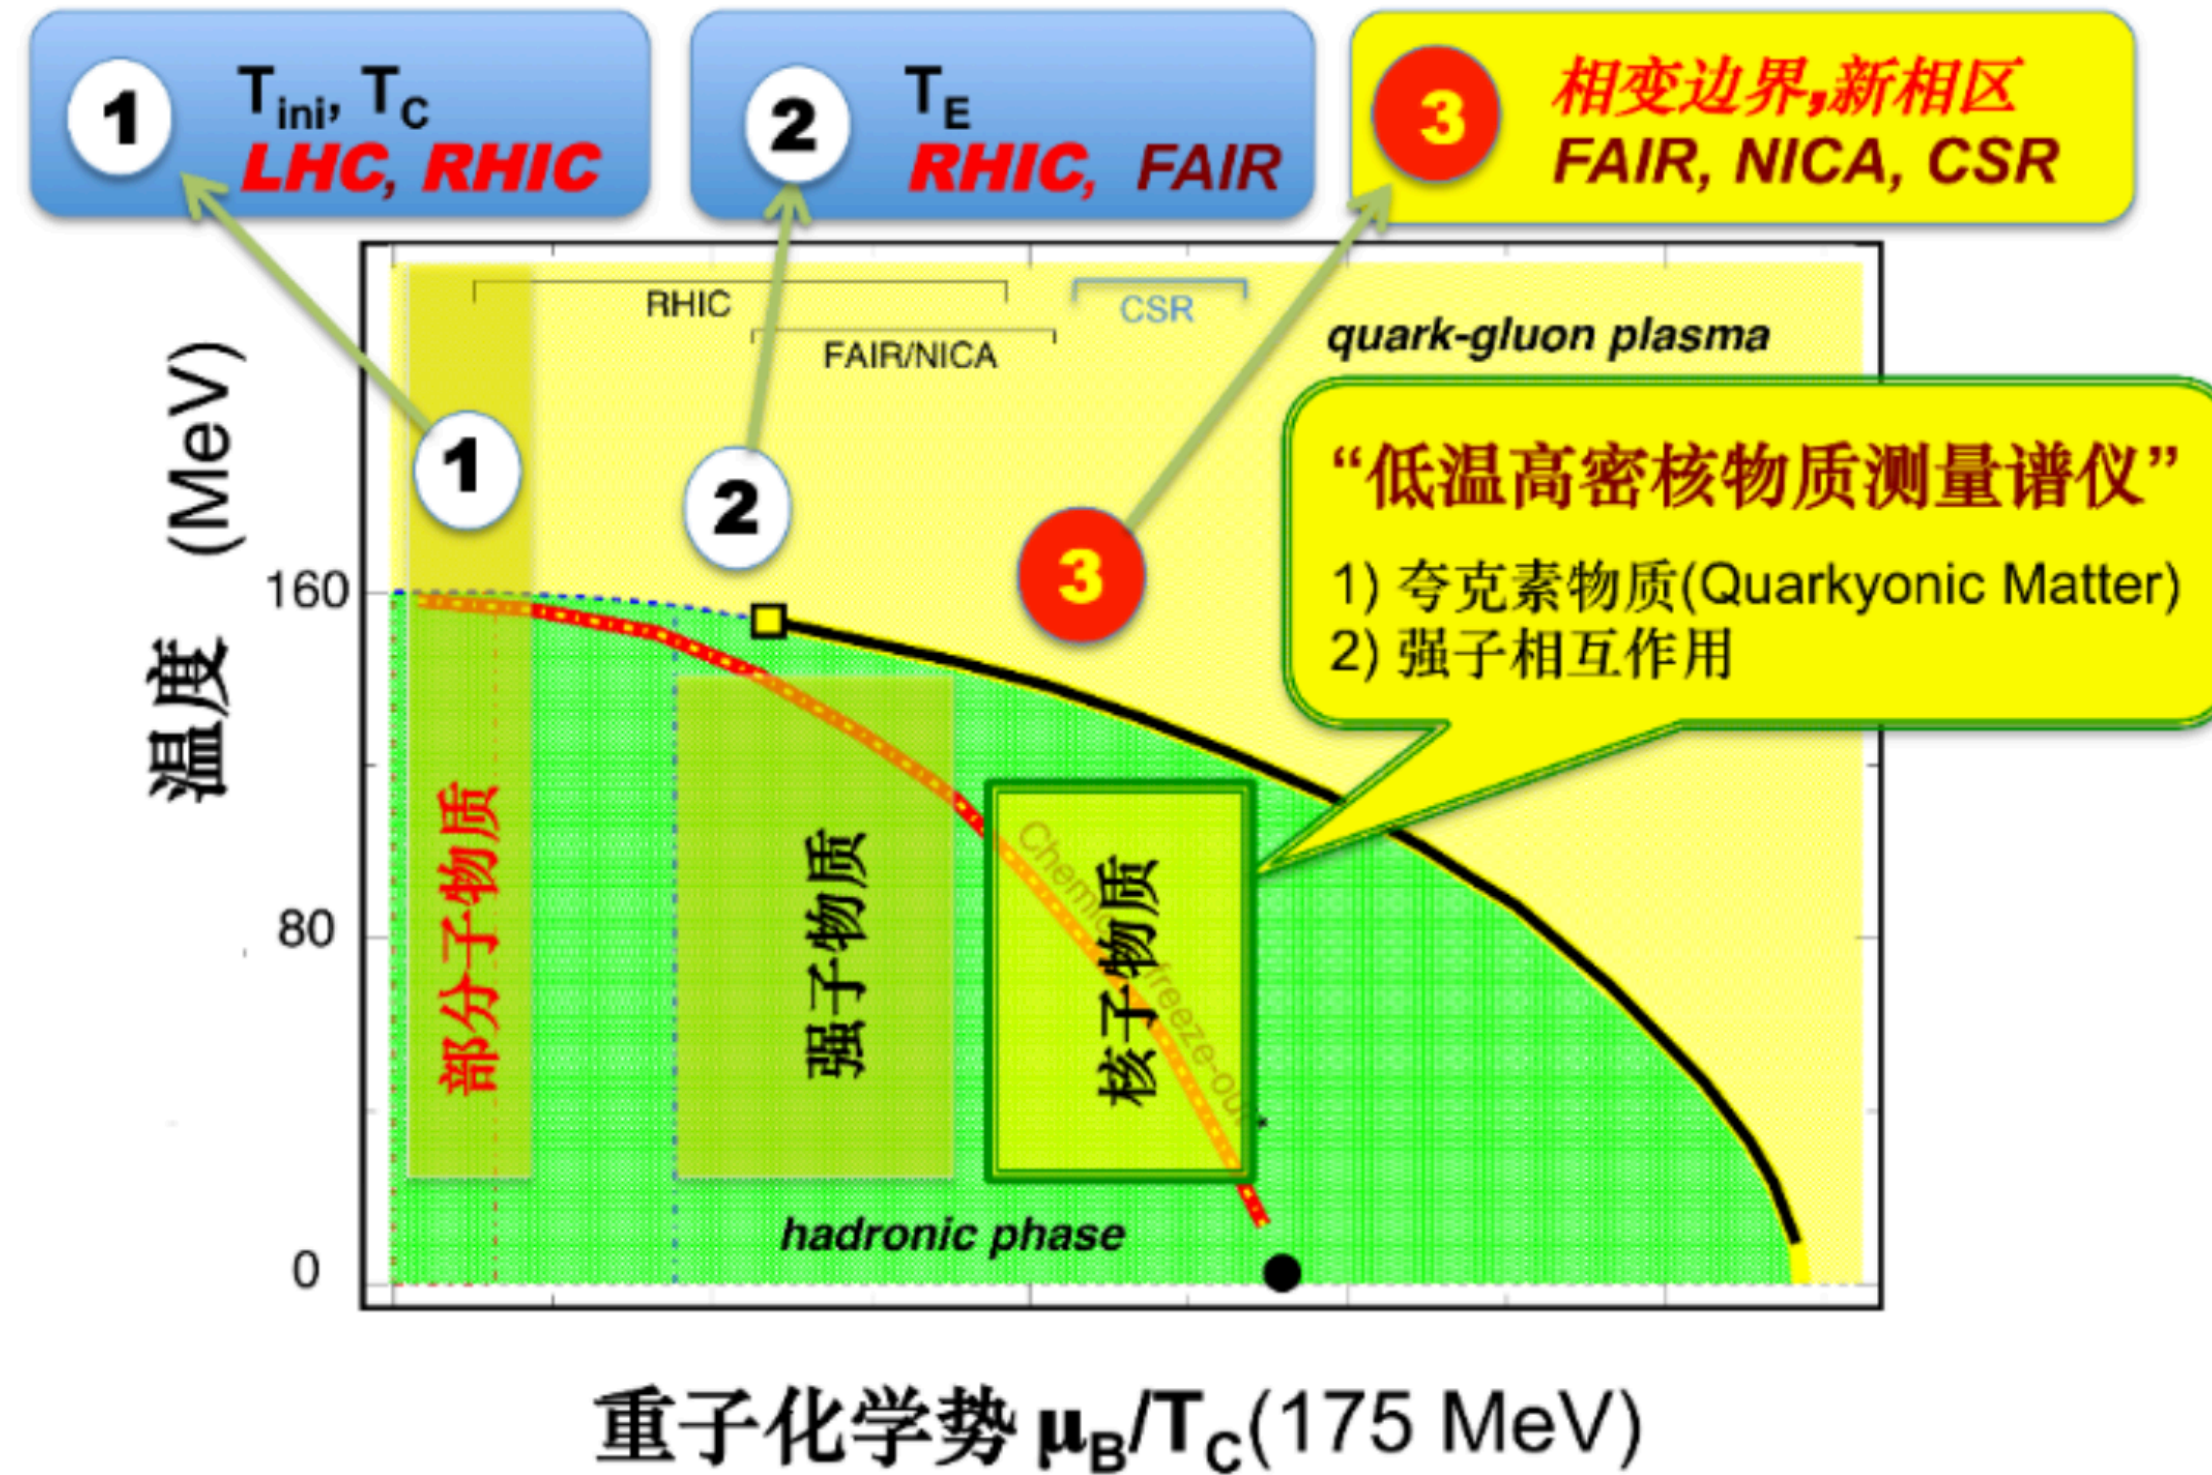 1
T_ini, T_C
LHC, RHIC
2
T_E
RHIC, FAIR
3
相变边界,新相区
FAIR, NICA, CSR
RHIC
CSR
FAIR/NICA
quark-gluon plasma
1
2
3
“低温高密核物质测量谱仪”
1) 夸克素物质(Quarkyonic Matter)
2) 强子相互作用
温度 (MeV)
160
80
0
部分子物质
强子物质
核子物质
Chemical freeze-out
hadronic phase
重子化学势 μ_B/T_C(175 MeV)